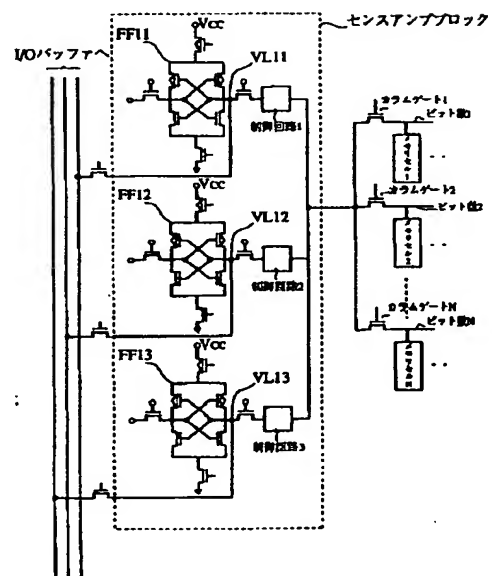 センスアンプブロック
I/Oバッファへ
Vcc
FF11
VL11
制御回路1
カラムゲート1
ビット線1
Vcc
FF12
VL12
制御回路2
カラムゲート2
ビット線2
Vcc
FF13
VL13
制御回路3
カラムゲートN
ビット線N